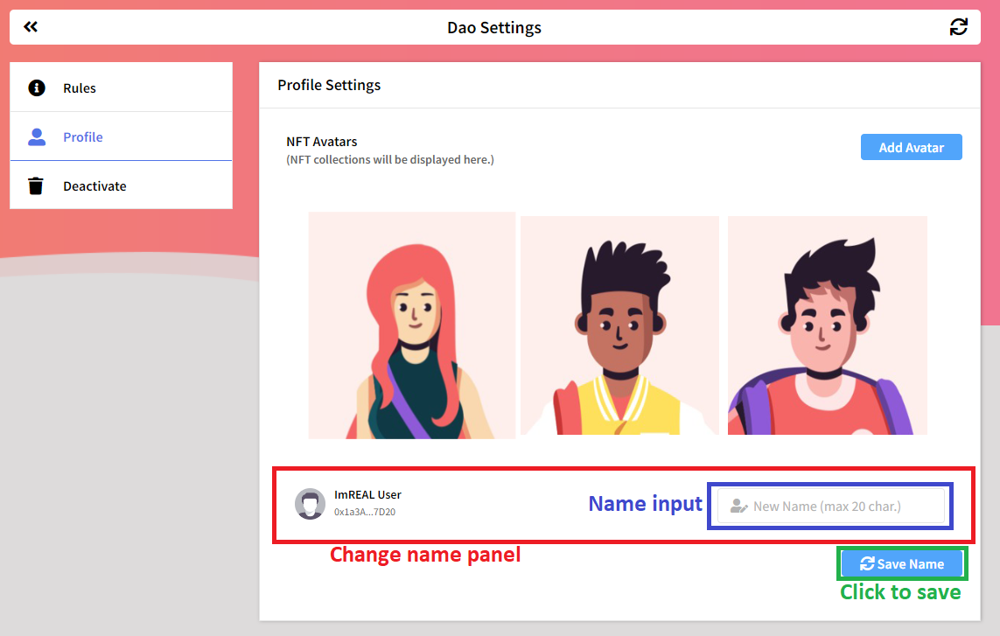 Dao Settings
Rules
Profile
Deactivate
Profile Settings
NFT Avatars
(NFT collections will be displayed here.)
Add Avatar
ImREAL User
0x1a3A...7D20
Name input
New Name (max 20 char.)
Change name panel
Save Name
Click to save